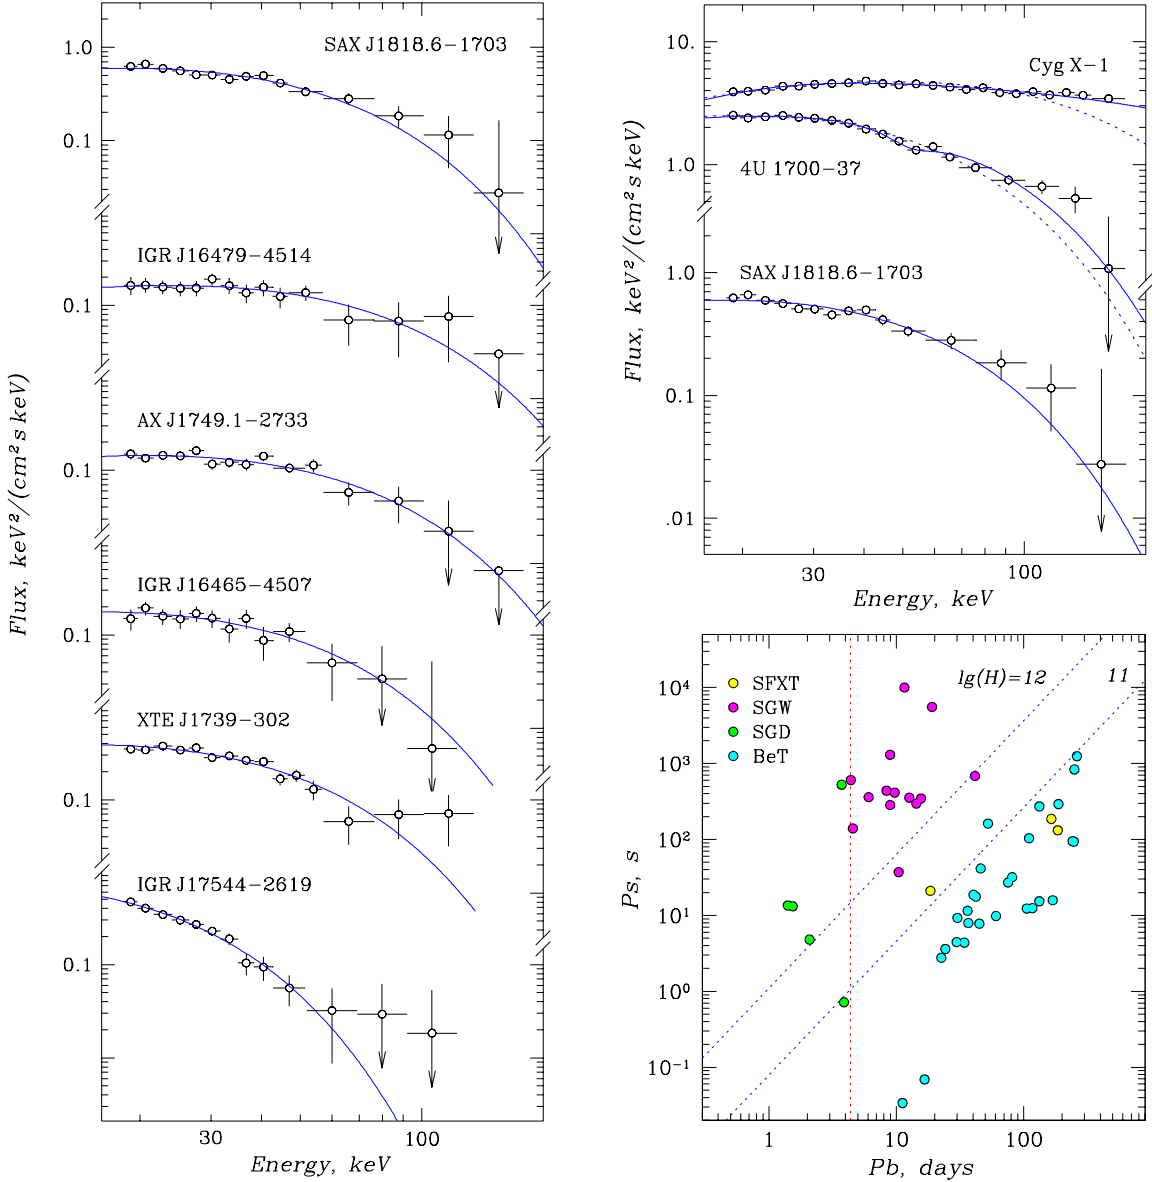 SAX J1818.6−1703
1.0
0.1
IGR J16479−4514
0.1
AX J1749.1−2733
0.1
IGR J16465−4507
0.1
XTE J1739−302
0.1
IGR J17544−2619
0.1
Flux, keV²/(cm² s keV)
30
100
Energy, keV
10.
Cyg X−1
1.0
4U 1700−37
SAX J1818.6−1703
1.0
0.1
.01
Flux, keV²/(cm² s keV)
30
100
Energy, keV
lg(H)=12
11
SFXT
SGW
SGD
BeT
10⁴
10³
10²
10¹
10⁰
10⁻¹
Ps, s
1
10
100
Pb, days